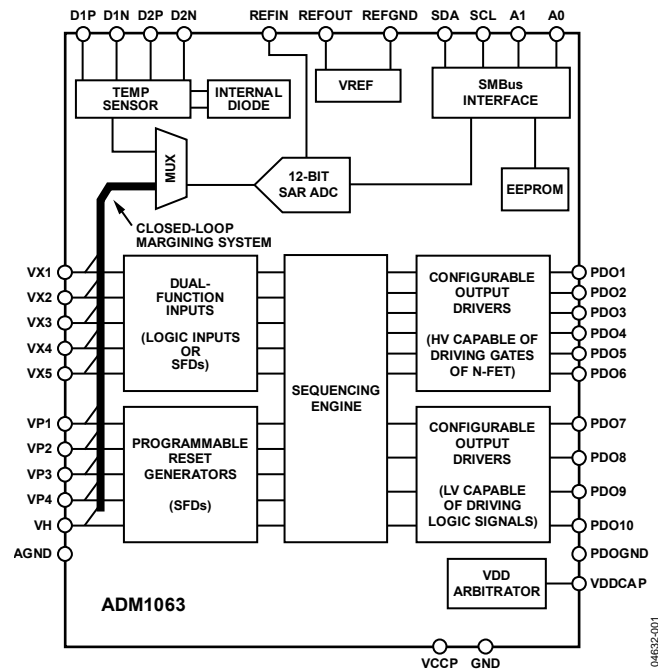 D1P D1N D2P D2N REFIN REFOUT REFGND SDA SCL A1 A0
TEMP
SENSOR
INTERNAL
DIODE
VREF
SMBus
INTERFACE
MUX
12-BIT
SAR ADC
EEPROM
CLOSED-LOOP
MARGINING SYSTEM
VX1
VX2
VX3
VX4
VX5
DUAL-
FUNCTION
INPUTS
(LOGIC INPUTS
OR
SFDs)
SEQUENCING
ENGINE
CONFIGURABLE
OUTPUT
DRIVERS
(HV CAPABLE OF
DRIVING GATES
OF N-FET)
PDO1
PDO2
PDO3
PDO4
PDO5
PDO6
VP1
VP2
VP3
VP4
VH
AGND
PROGRAMMABLE
RESET
GENERATORS
(SFDs)
CONFIGURABLE
OUTPUT
DRIVERS
(LV CAPABLE
OF DRIVING
LOGIC SIGNALS)
PDO7
PDO8
PDO9
PDO10
PDOGND
VDDCAP
VDD
ARBITRATOR
ADM1063
VCCP GND
04632-001